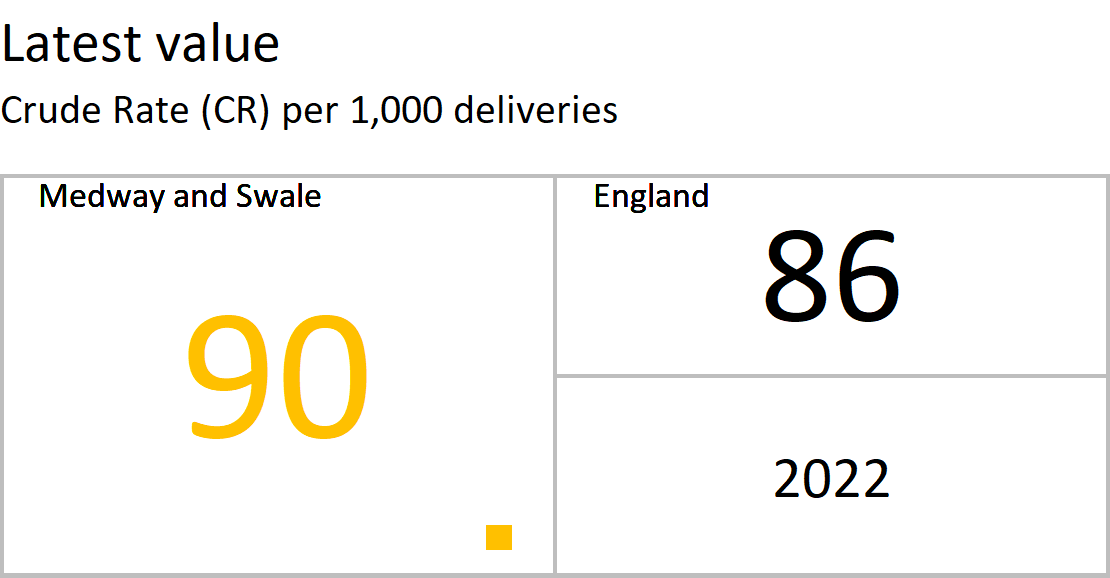 Latest value
Crude Rate (CR) per 1,000 deliveries
Medway and Swale
90
England
86
2022